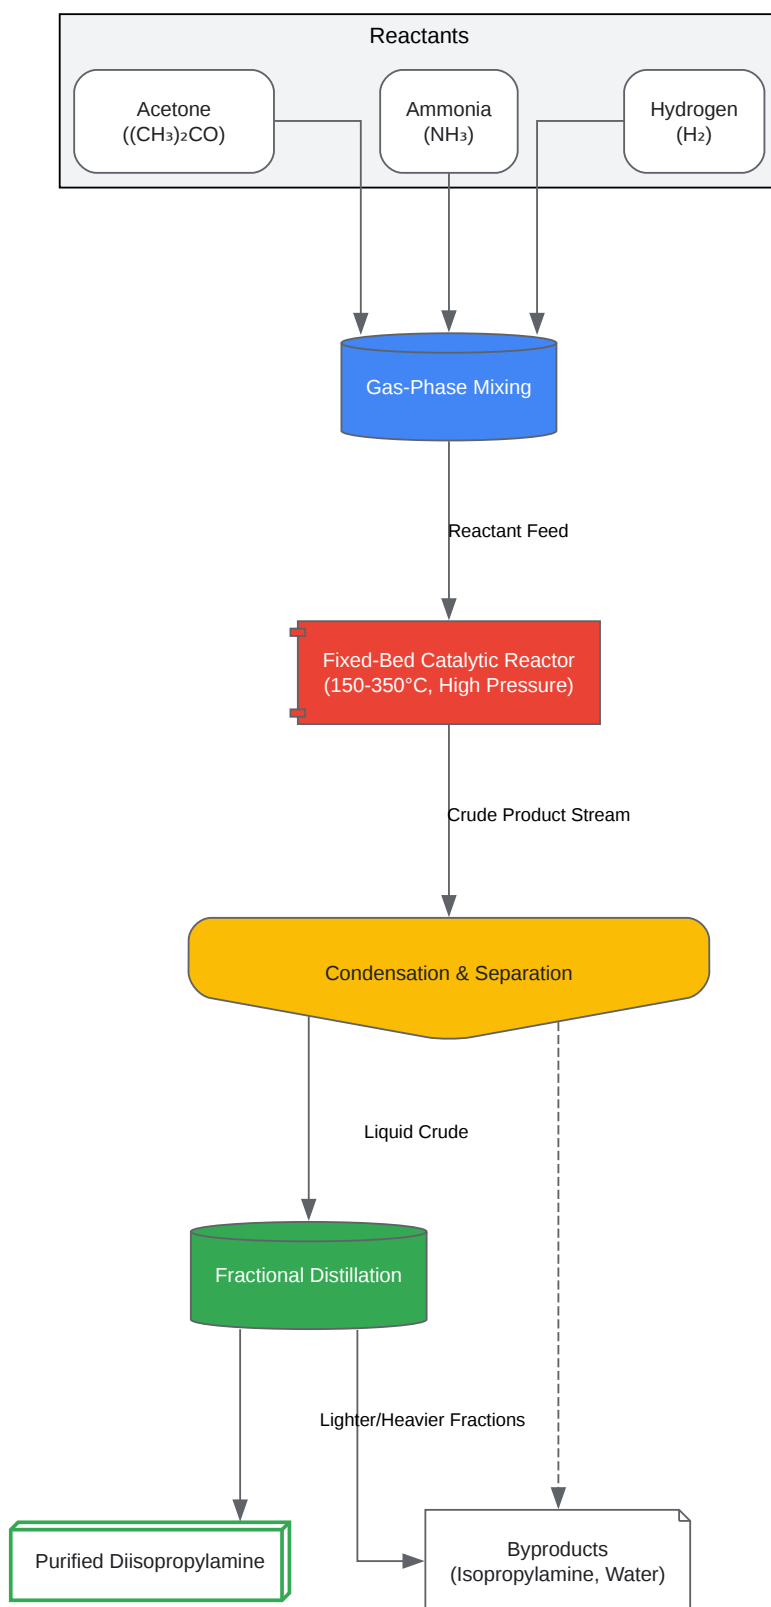 Reactants
Acetone
((CH₃)₂CO)
Ammonia
(NH₃)
Hydrogen
(H₂)
Gas-Phase Mixing
Reactant Feed
Fixed-Bed Catalytic Reactor
(150-350°C, High Pressure)
Crude Product Stream
Condensation & Separation
Liquid Crude
Fractional Distillation
Lighter/Heavier Fractions
Purified Diisopropylamine
Byproducts
(Isopropylamine, Water)